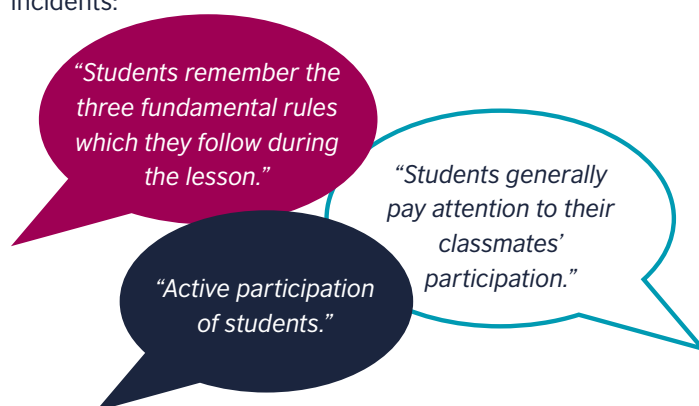 incidents:
“Students remember the
three fundamental rules
which they follow during
the lesson.”
“Students generally
pay attention to their
classmates’
participation.”
“Active participation
of students.”